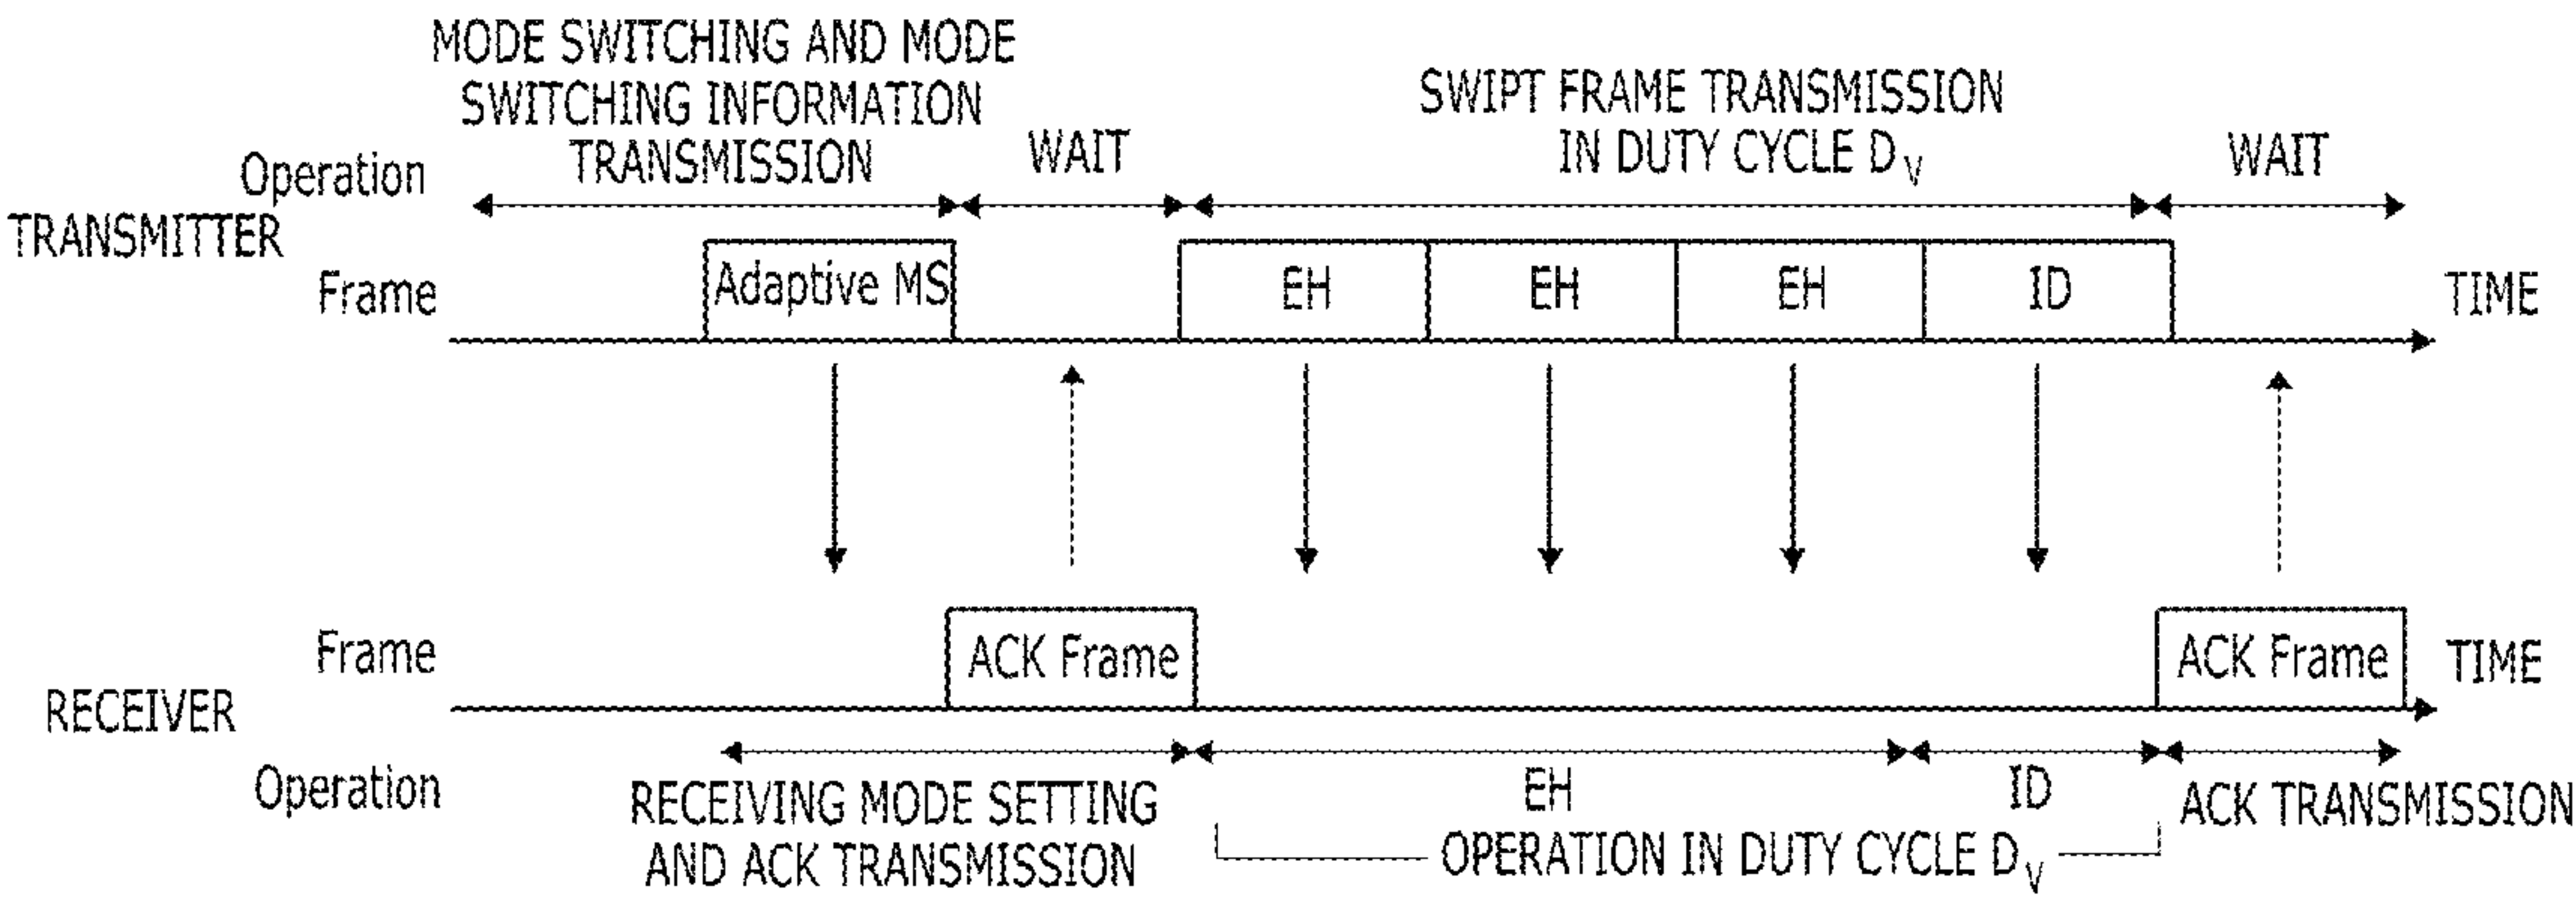 MODE SWITCHING AND MODE
SWITCHING INFORMATION
TRANSMISSION
WAIT
SWIPT FRAME TRANSMISSION
IN DUTY CYCLE DV
WAIT
Operation
TRANSMITTER
Frame
Adaptive MS
EH
EH
EH
ID
TIME
Frame
ACK Frame
ACK Frame
TIME
RECEIVER
Operation
RECEIVING MODE SETTING
AND ACK TRANSMISSION
EH
ID
ACK TRANSMISSION
OPERATION IN DUTY CYCLE DV